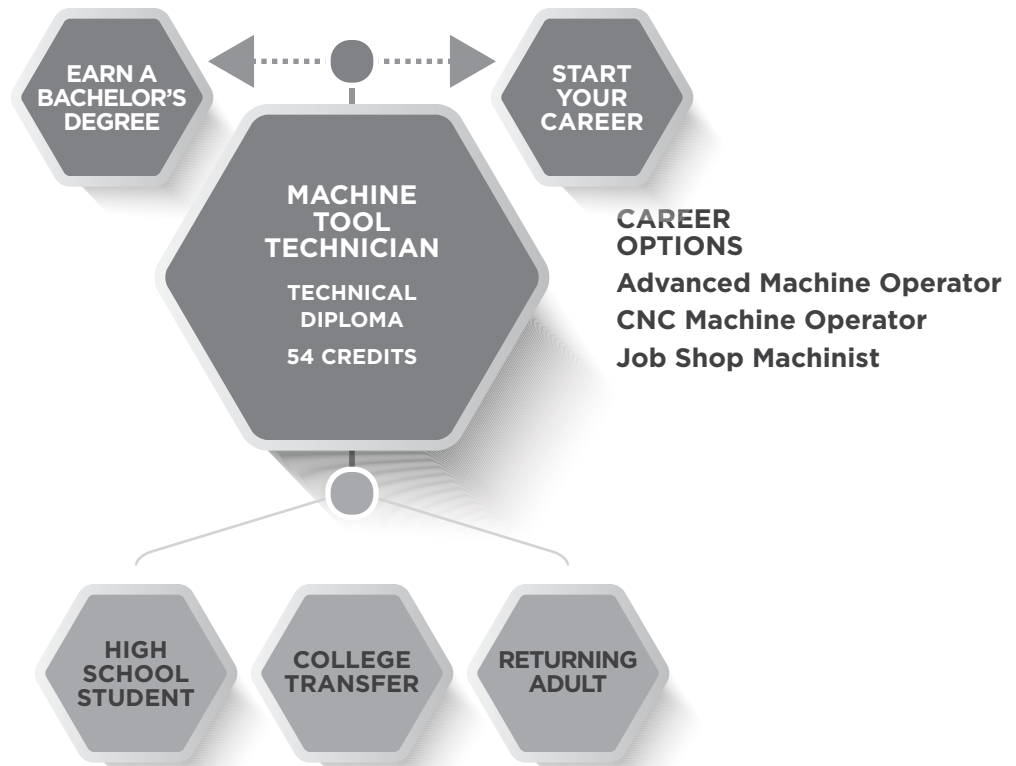 EARN A
BACHELOR’S
DEGREE
START
YOUR
CAREER
MACHINE
TOOL
TECHNICIAN
TECHNICAL
DIPLOMA
54 CREDITS
CAREER
OPTIONS
Advanced Machine Operator
CNC Machine Operator
Job Shop Machinist
HIGH
SCHOOL
STUDENT
COLLEGE
TRANSFER
RETURNING
ADULT